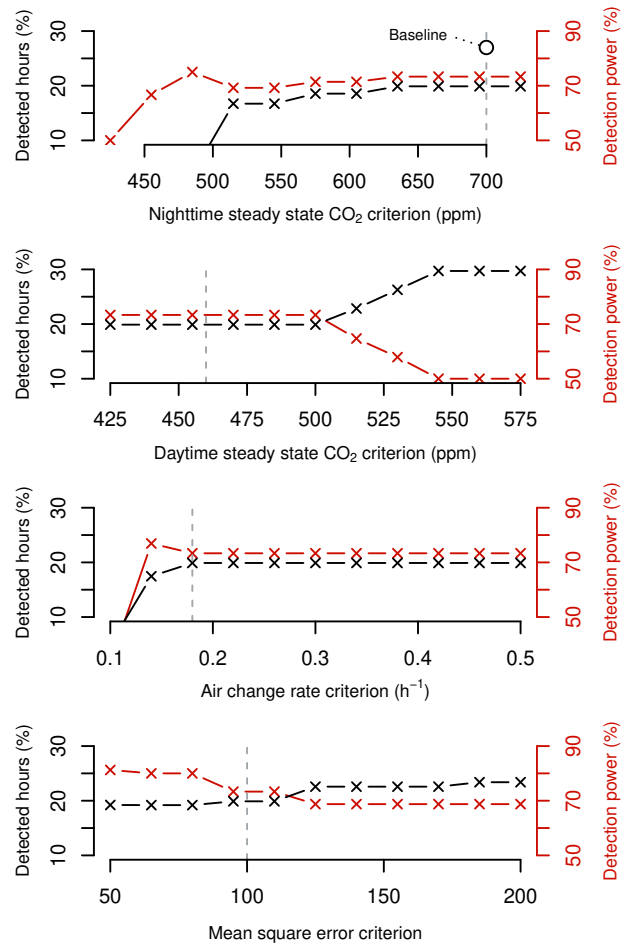 Detected hours (%)
10 20 30
Baseline
50 70 90
Detection power (%)
450 500 550 600 650 700
Nighttime steady state CO₂ criterion (ppm)
Detected hours (%)
10 20 30
50 70 90
Detection power (%)
425 450 475 500 525 550 575
Daytime steady state CO₂ criterion (ppm)
Detected hours (%)
10 20 30
50 70 90
Detection power (%)
0.1 0.2 0.3 0.4 0.5
Air change rate criterion (h⁻¹)
Detected hours (%)
10 20 30
50 70 90
Detection power (%)
50 100 150 200
Mean square error criterion